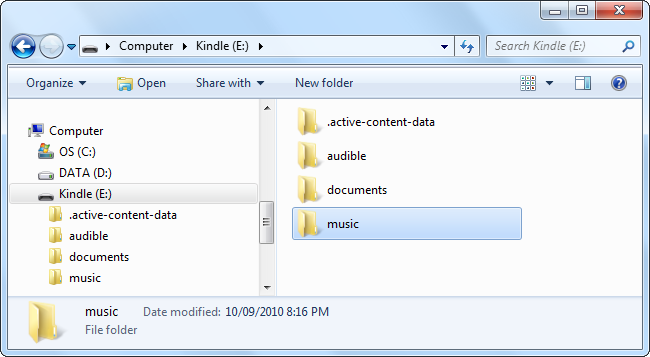 Computer Kindle (E:) Search Kindle (E:)
Organize Open Share with New folder
Computer
OS (C:)
DATA (D:)
Kindle (E:)
.active-content-data
audible
documents
music
.active-content-data
audible
documents
music
music Date modified: 10/09/2010 8:16 PM
File folder